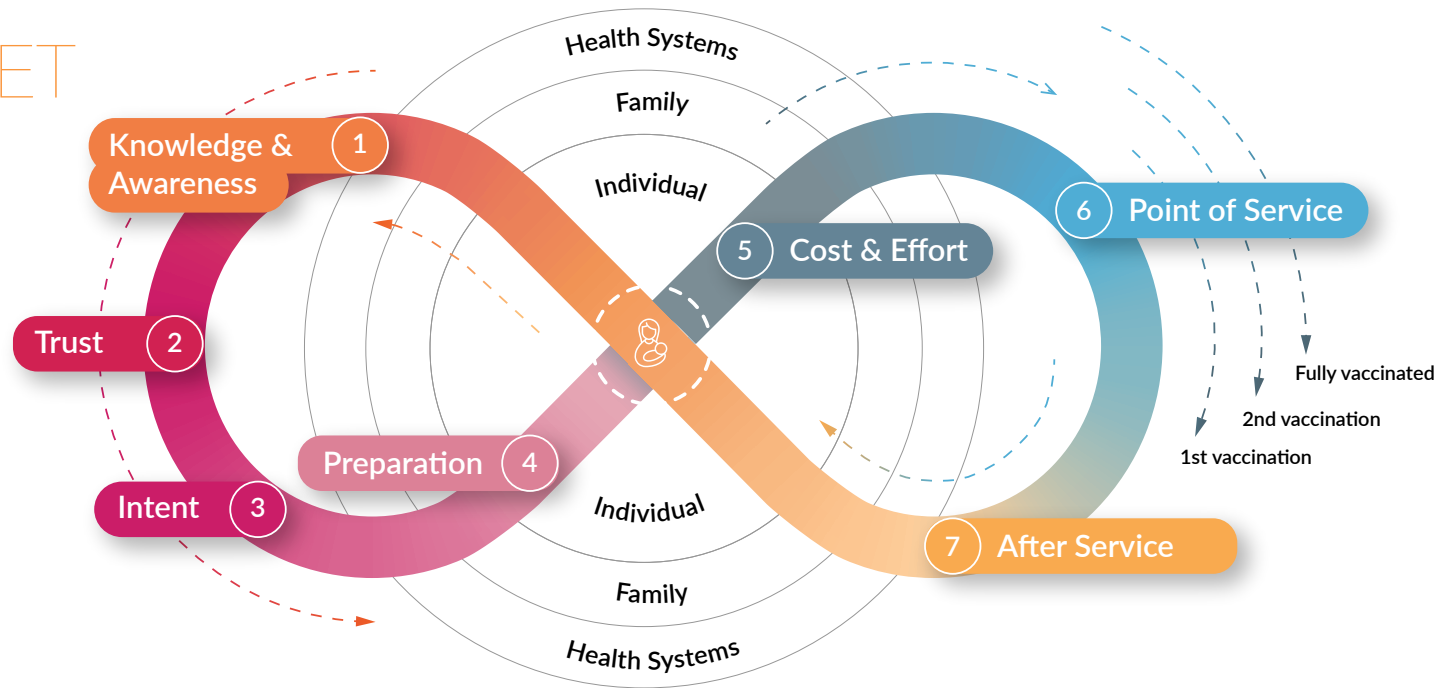 ET
Health Systems
Family
Individual
Knowledge & 1
Awareness
Trust 2
Intent 3
Preparation 4
5 Cost & Effort
6 Point of Service
Fully vaccinated
2nd vaccination
1st vaccination
7 After Service
Individual
Family
Health Systems